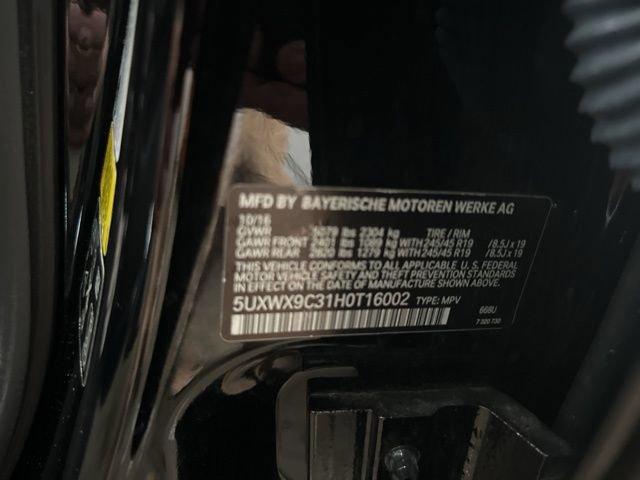 MFD BY BAYERISCHE MOTOREN WERKE AG
10/16
GVWR 5079 lbs 2304 kg TIRE / RIM
GAWR FRONT 2401 lbs 1089 kg WITH 245/45 R19 /8.5J x 19
GAWR REAR 2820 lbs 1279 kg WITH 245/45 R19 /8.5J x 19
THIS VEHICLE CONFORMS TO ALL APPLICABLE U.S. FEDERAL
MOTOR VEHICLE SAFETY AND THEFT PREVENTION STANDARDS
IN EFFECT ON THE DATE OF MANUFACTURE SHOWN ABOVE.
5UXWX9C31H0T16002 TYPE: MPV
668U
7 320 730